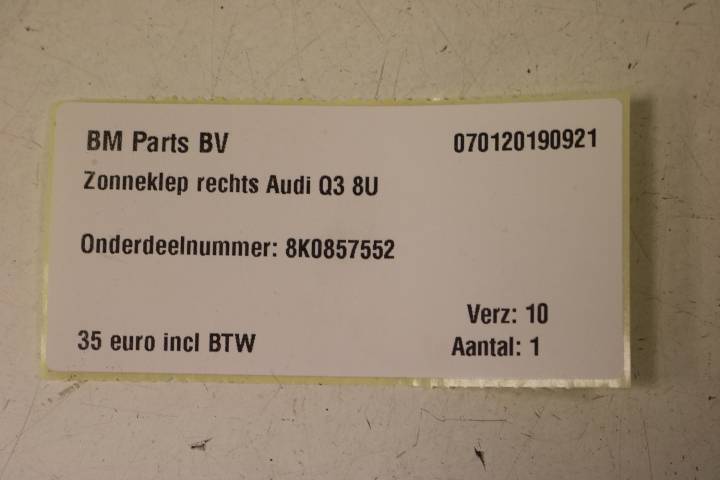 BM Parts BV 070120190921
Zonneklep rechts Audi Q3 8U
Onderdeelnummer: 8K0857552
Verz: 10
35 euro incl BTW Aantal: 1